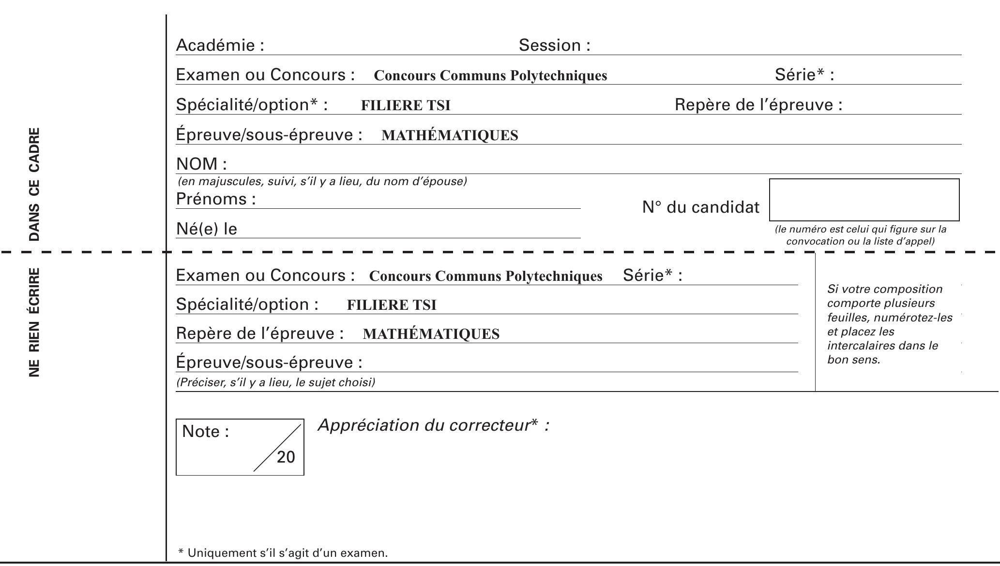 Académie : Session :
Examen ou Concours : Concours Communs Polytechniques Série* :
Spécialité/option* : FILIERE TSI Repère de l’épreuve :
Épreuve/sous-épreuve : MATHÉMATIQUES
NOM :
(en majuscules, suivi, s’il y a lieu, du nom d’épouse)
Prénoms :
N° du candidat
Né(e) le
(le numéro est celui qui figure sur la
convocation ou la liste d’appel)
NE RIEN ÉCRIRE DANS CE CADRE
Examen ou Concours : Concours Communs Polytechniques Série* :
Spécialité/option : FILIERE TSI
Repère de l’épreuve : MATHÉMATIQUES
Épreuve/sous-épreuve :
(Préciser, s’il y a lieu, le sujet choisi)
Si votre composition
comporte plusieurs
feuilles, numérotez-les
et placez les
intercalaires dans le
bon sens.
Note :
20
Appréciation du correcteur* :
* Uniquement s’il s’agit d’un examen.